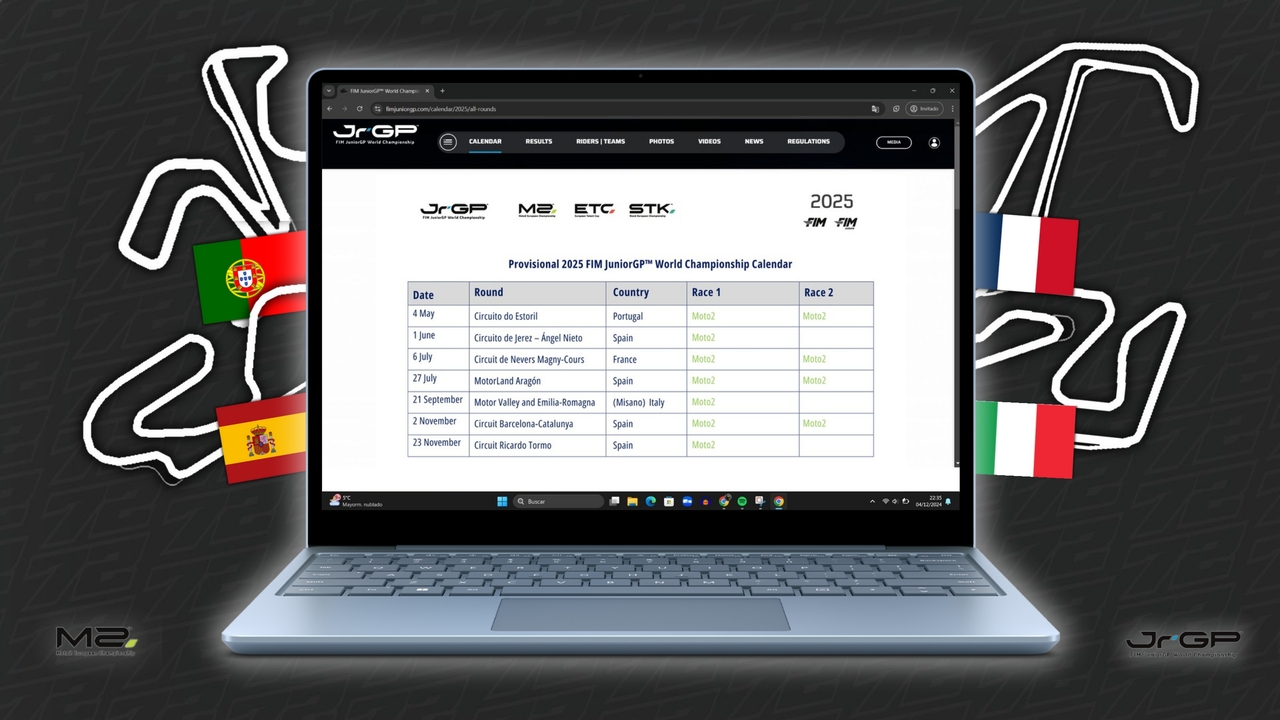 FIM JuniorGP™ World Champio
fimjuniorgp.com/calendar/2025/all-rounds
Invitado
JrGP
FIM JuniorGP World Championship
CALENDAR
RESULTS
RIDERS | TEAMS
PHOTOS
VIDEOS
NEWS
REGULATIONS
MEDIA
JrGP M2 ETC STK
FIM JuniorGP World Championship
2025
FIM FIM
Provisional 2025 FIM JuniorGP™ World Championship Calendar
Date Round Country Race 1 Race 2
4 May Circuito do Estoril Portugal Moto2 Moto2
1 June Circuito de Jerez – Ángel Nieto Spain Moto2
6 July Circuit de Nevers Magny-Cours France Moto2 Moto2
27 July MotorLand Aragón Spain Moto2 Moto2
21 September Motor Valley and Emilia-Romagna (Misano) Italy Moto2
2 November Circuit Barcelona-Catalunya Spain Moto2 Moto2
23 November Circuit Ricardo Tormo Spain Moto2
5°C
Mayorm. nublado
Buscar
22:35
04/12/2024
M2
Moto2 European Championship
JrGP
FIM JuniorGP World Championship